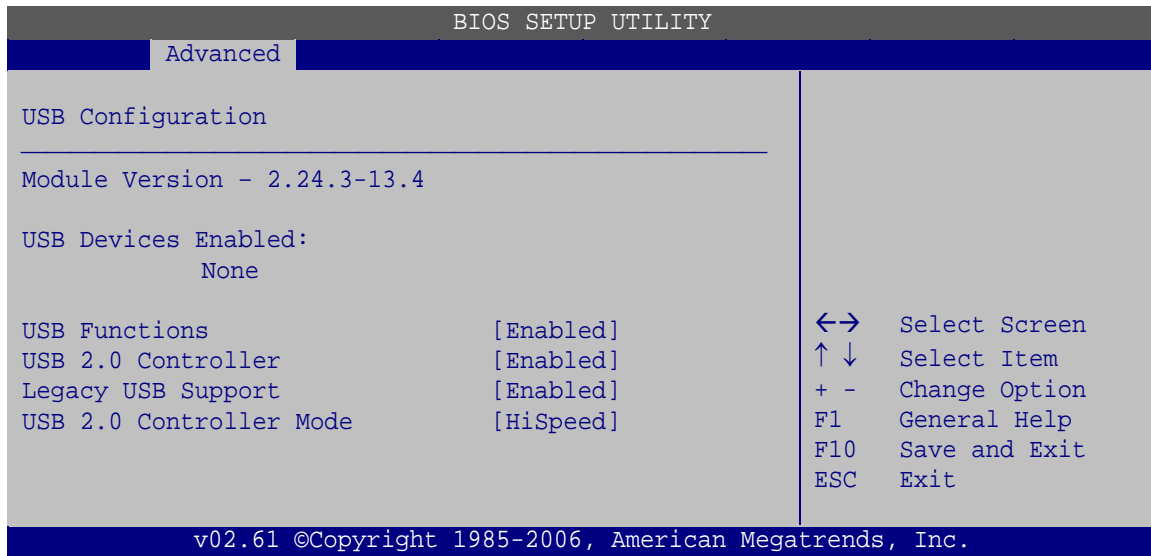 BIOS SETUP UTILITY
Advanced
USB Configuration
Module Version – 2.24.3-13.4
USB Devices Enabled:
None
USB Functions [Enabled]
USB 2.0 Controller [Enabled]
Legacy USB Support [Enabled]
USB 2.0 Controller Mode [HiSpeed]
←→ Select Screen
↑ ↓ Select Item
+ - Change Option
F1 General Help
F10 Save and Exit
ESC Exit
v02.61 ©Copyright 1985-2006, American Megatrends, Inc.